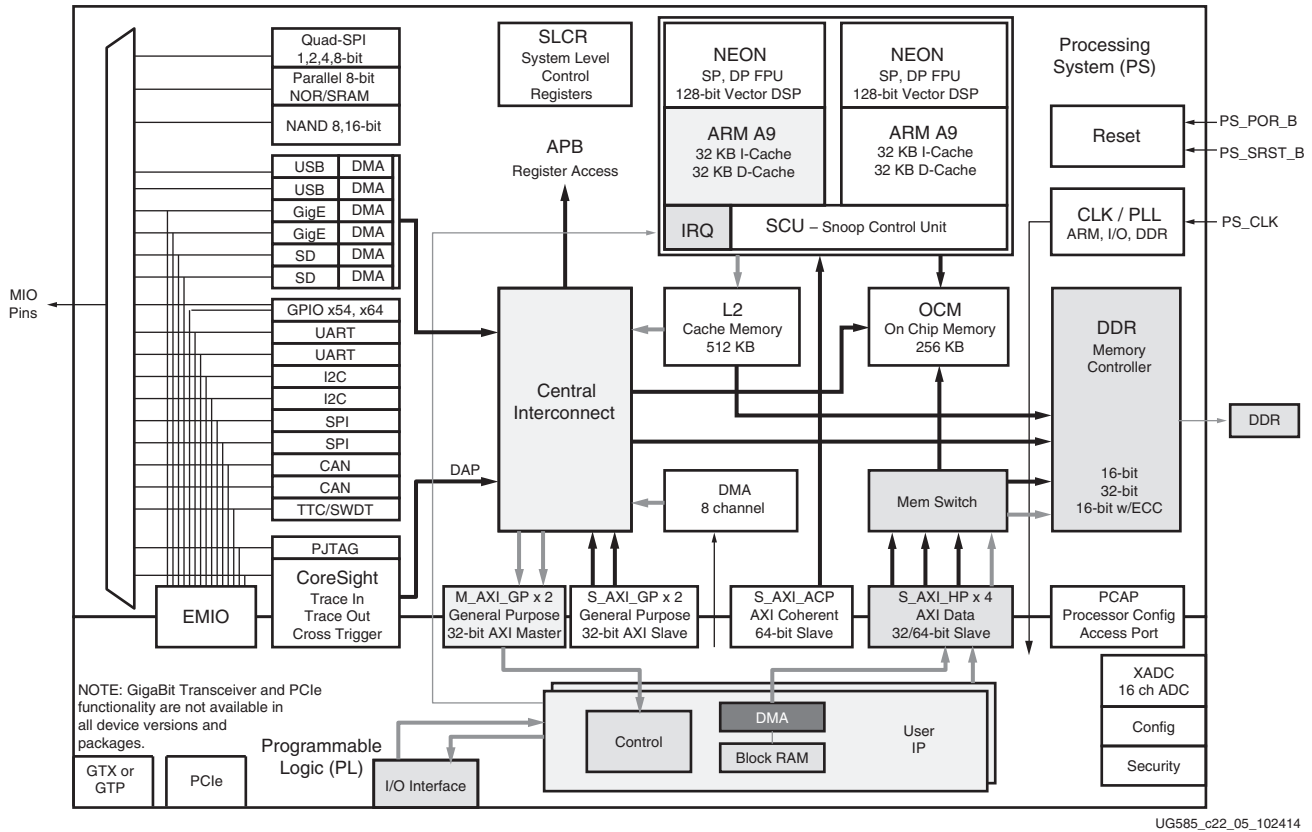 Quad-SPI
1,2,4,8-bit
Parallel 8-bit
NOR/SRAM
NAND 8,16-bit
USB DMA
USB DMA
GigE DMA
GigE DMA
SD DMA
SD DMA
MIO
Pins
GPIO x54, x64
UART
UART
I2C
I2C
SPI
SPI
CAN
CAN
TTC/SWDT
PJTAG
CoreSight
Trace In
Trace Out
Cross Trigger
EMIO
SLCR
System Level
Control
Registers
APB
Register Access
NEON
SP, DP FPU
128-bit Vector DSP
ARM A9
32 KB I-Cache
32 KB D-Cache
NEON
SP, DP FPU
128-bit Vector DSP
ARM A9
32 KB I-Cache
32 KB D-Cache
IRQ
SCU – Snoop Control Unit
Processing
System (PS)
Reset
PS_POR_B
PS_SRST_B
CLK / PLL
ARM, I/O, DDR
PS_CLK
Central
Interconnect
DAP
L2
Cache Memory
512 KB
OCM
On Chip Memory
256 KB
DDR
Memory
Controller
16-bit
32-bit
16-bit w/ECC
DDR
DMA
8 channel
Mem Switch
M_AXI_GP x 2
General Purpose
32-bit AXI Master
S_AXI_GP x 2
General Purpose
32-bit AXI Slave
S_AXI_ACP
AXI Coherent
64-bit Slave
S_AXI_HP x 4
AXI Data
32/64-bit Slave
PCAP
Processor Config
Access Port
NOTE: GigaBit Transceiver and PCIe
functionality are not available in
all device versions and
packages.
GTX or
GTP
PCIe
Programmable
Logic (PL)
I/O Interface
Control
DMA
Block RAM
User
IP
XADC
16 ch ADC
Config
Security
UG585_c22_05_102414